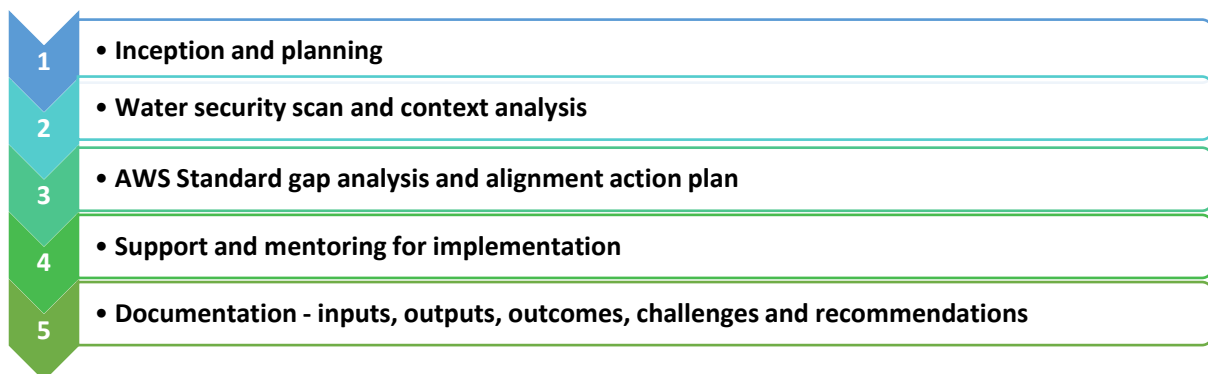 1 • Inception and planning
2 • Water security scan and context analysis
3 • AWS Standard gap analysis and alignment action plan
4 • Support and mentoring for implementation
5 • Documentation - inputs, outputs, outcomes, challenges and recommendations